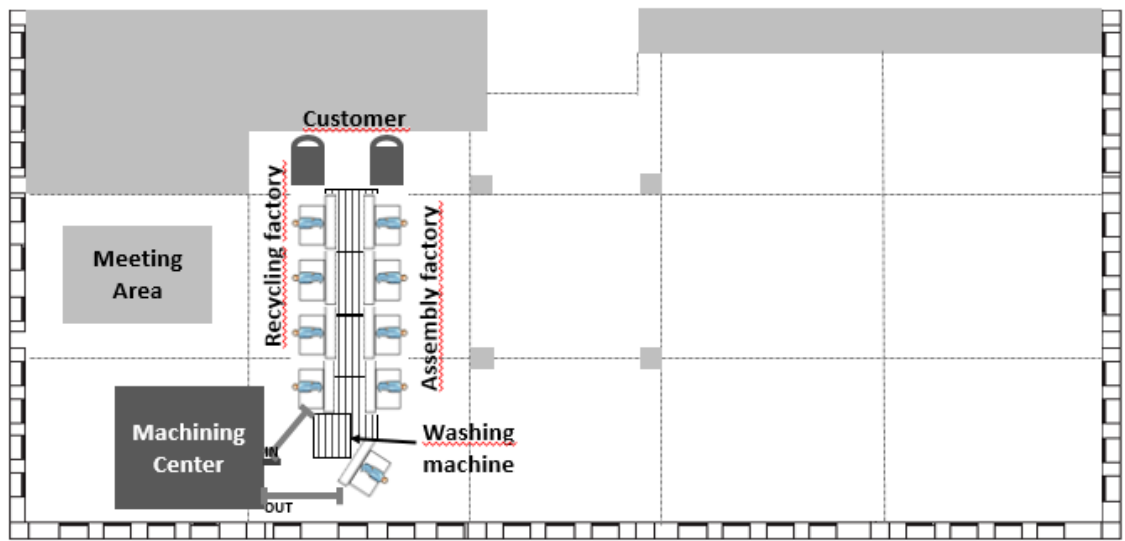 Customer
Recycling factory
Assembly factory
Meeting
Area
Machining
Center
IN
OUT
Washing
machine